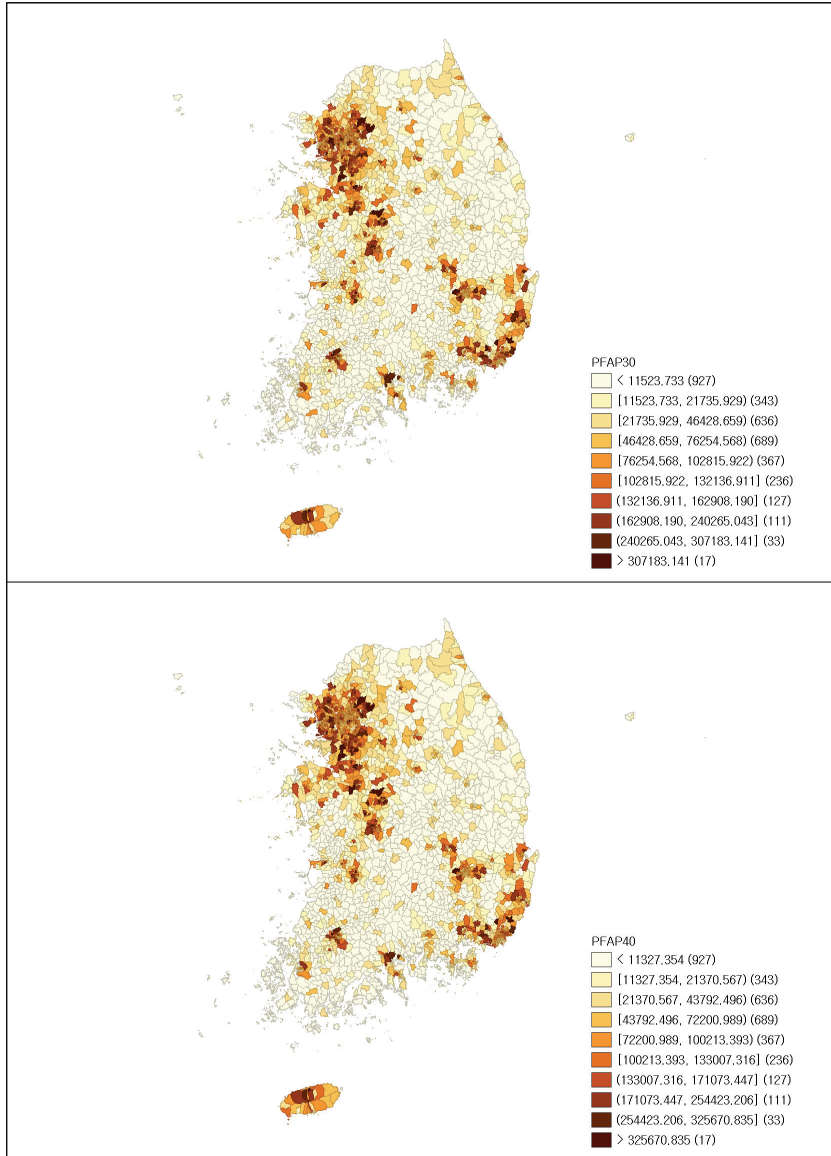 PFAP30
< 11523.733 (927)
[11523.733, 21735.929) (343)
[21735.929, 46428.659) (636)
[46428.659, 76254.568) (689)
[76254.568, 102815.922) (367)
[102815.922, 132136.911] (236)
(132136.911, 162908.190] (127)
(162908.190, 240265.043] (111)
(240265.043, 307183.141] (33)
> 307183.141 (17)
PFAP40
< 11327.354 (927)
[11327.354, 21370.567) (343)
[21370.567, 43792.496) (636)
[43792.496, 72200.989) (689)
[72200.989, 100213.393) (367)
[100213.393, 133007.316] (236)
(133007.316, 171073.447] (127)
(171073.447, 254423.206] (111)
(254423.206, 325670.835] (33)
> 325670.835 (17)